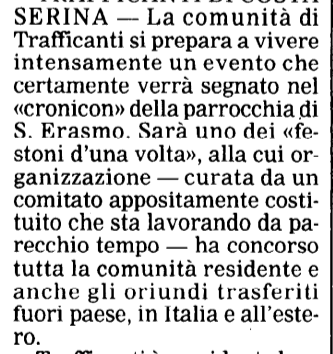 SERINA — La comunità di
Trafficanti si prepara a vivere
intensamente un evento che
certamente verrà segnato nel
«cronicon» della parrocchia di
S. Erasmo. Sarà uno dei «fe-
stoni d'una volta», alla cui or-
ganizzazione — curata da un
comitato appositamente costi-
tuito che sta lavorando da pa-
recchio tempo — ha concorso
tutta la comunità residente e
anche gli oriundi trasferiti
fuori paese, in Italia e all'este-
ro.